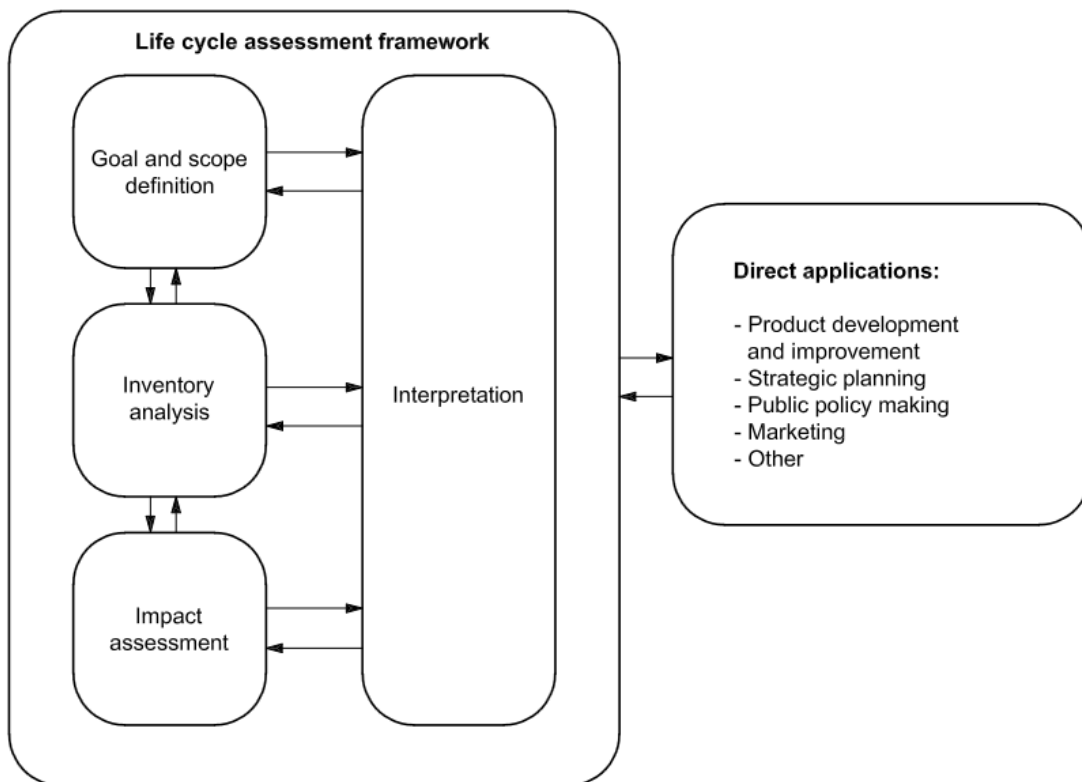 Life cycle assessment framework
Goal and scope
definition
Inventory
analysis
Impact
assessment
Interpretation
Direct applications:
- Product development
and improvement
- Strategic planning
- Public policy making
- Marketing
- Other